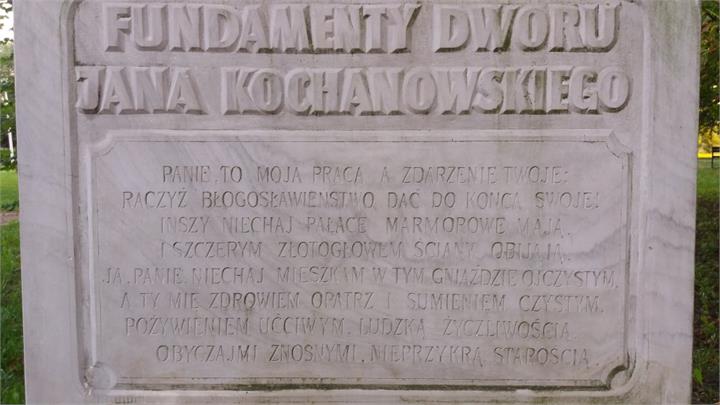 FUNDAMENTY DWORU
JANA KOCHANOWSKIEGO
PANIE, TO MOJA PRACA A ZDARZENIE TWOJE;
RACZYŻ BŁOGOSŁAWIEŃSTWO DAĆ DO KOŃCA SWOJE!
INSZY NIECHAJ PAŁACE MARMOROWE MAJĄ,
I SZCZERYM ZŁOTOGŁOWEM ŚCIANY OBIJAJĄ,
JA, PANIE, NIECHAJ MIESZKAM W TYM GNIAŹDZIE OJCZYSTYM,
A TY MIĘ ZDROWIEM OPATRZ I SUMIENIEM CZYSTYM,
POŻYWIENIEM UĆCIWYM, LUDZKĄ ŻYCZLIWOŚCIĄ,
OBYCZAJMI ZNOŚNYMI, NIEPRZYKRĄ STAROŚCIĄ